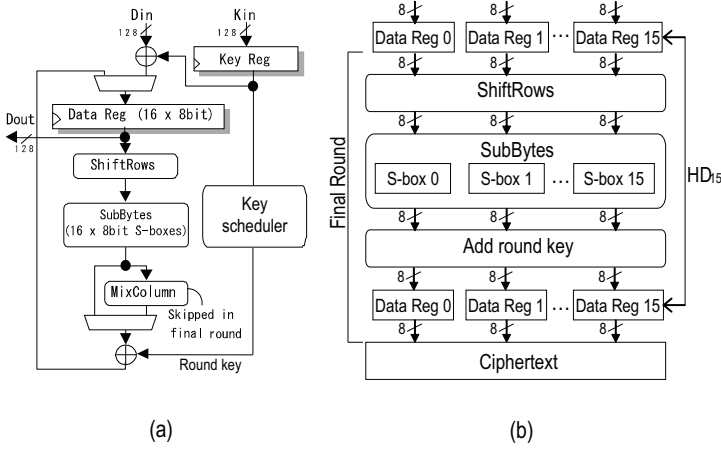 Din
Kin
128
128
Key Reg
Data Reg (16 x 8bit)
Dout
128
ShiftRows
SubBytes
(16 x 8bit S-boxes)
Key
scheduler
MixColumn
Skipped in
final round
Round key
(a)
8 8 8
Data Reg 0 Data Reg 1 ... Data Reg 15
8 8 8
ShiftRows
8 8 8
SubBytes
S-box 0 S-box 1 ... S-box 15
8 8 8
Add round key
8 8 8
Data Reg 0 Data Reg 1 ... Data Reg 15
8 8 8
Ciphertext
Final Round
HD15
(b)